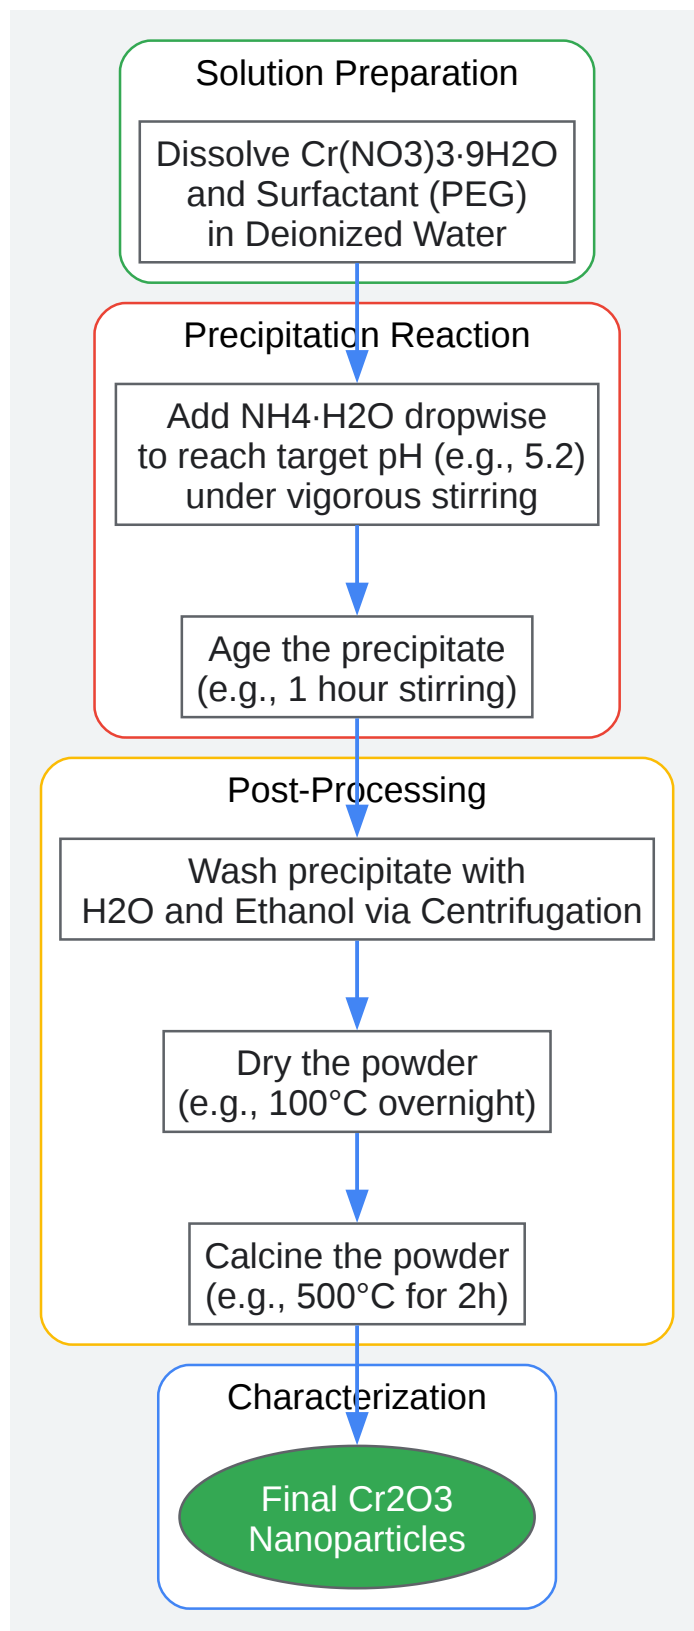 Solution Preparation
Dissolve Cr(NO3)3·9H2O
and Surfactant (PEG)
in Deionized Water
Precipitation Reaction
Add NH4·H2O dropwise
to reach target pH (e.g., 5.2)
under vigorous stirring
Age the precipitate
(e.g., 1 hour stirring)
Post-Processing
Wash precipitate with
H2O and Ethanol via Centrifugation
Dry the powder
(e.g., 100°C overnight)
Calcine the powder
(e.g., 500°C for 2h)
Characterization
Final Cr2O3
Nanoparticles